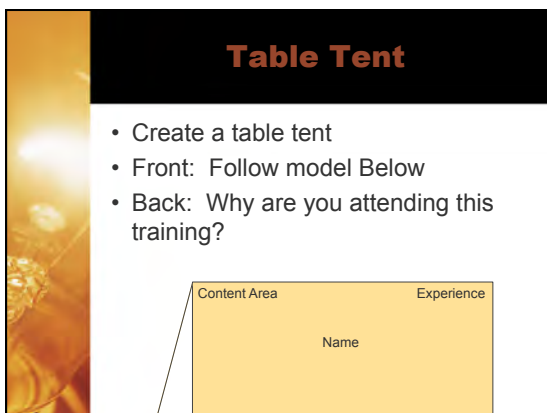 Table Tent
• Create a table tent
• Front: Follow model Below
• Back: Why are you attending this
training?
Content Area Experience
Name